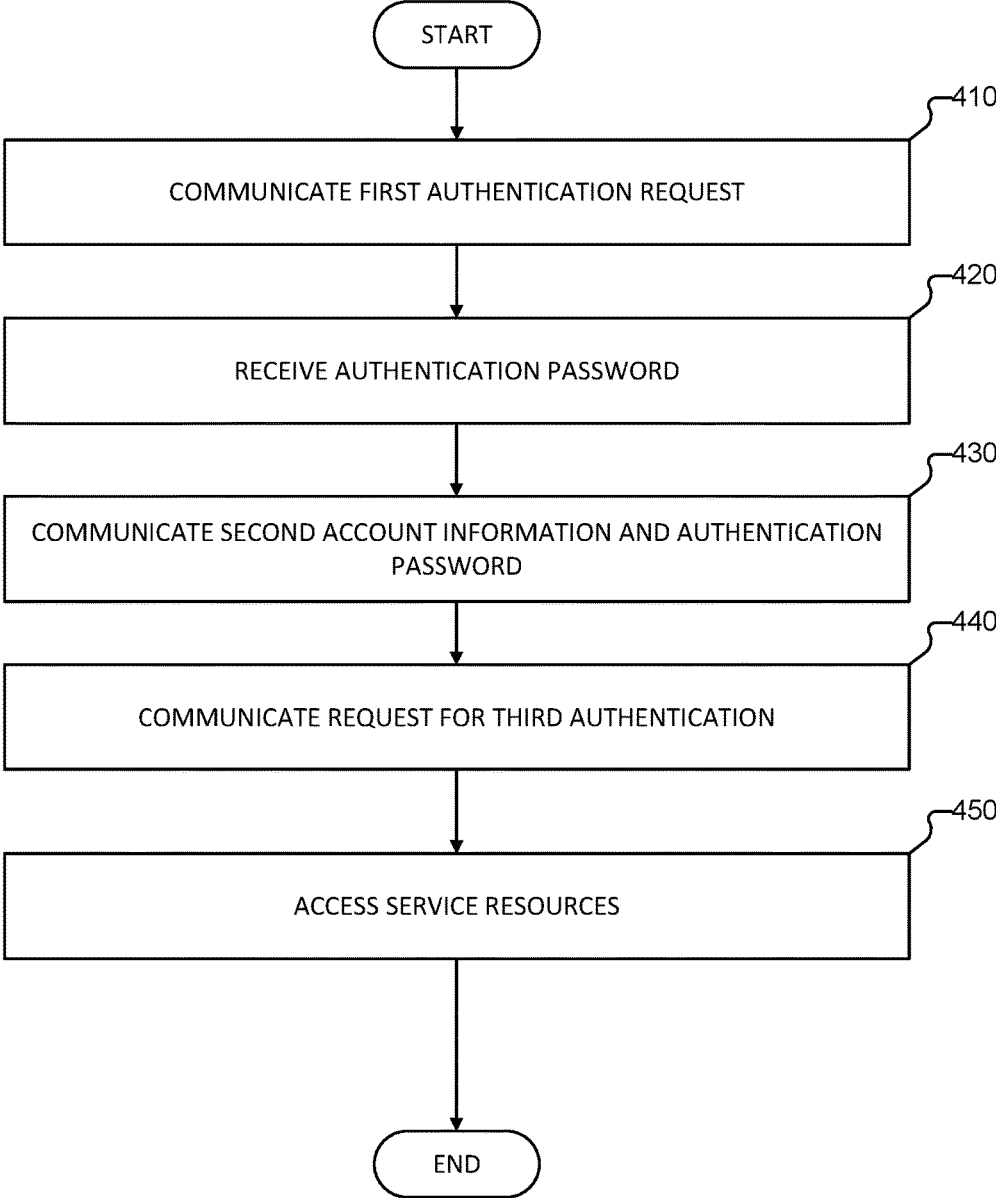 START
410
COMMUNICATE FIRST AUTHENTICATION REQUEST
420
RECEIVE AUTHENTICATION PASSWORD
430
COMMUNICATE SECOND ACCOUNT INFORMATION AND AUTHENTICATION
PASSWORD
440
COMMUNICATE REQUEST FOR THIRD AUTHENTICATION
450
ACCESS SERVICE RESOURCES
END